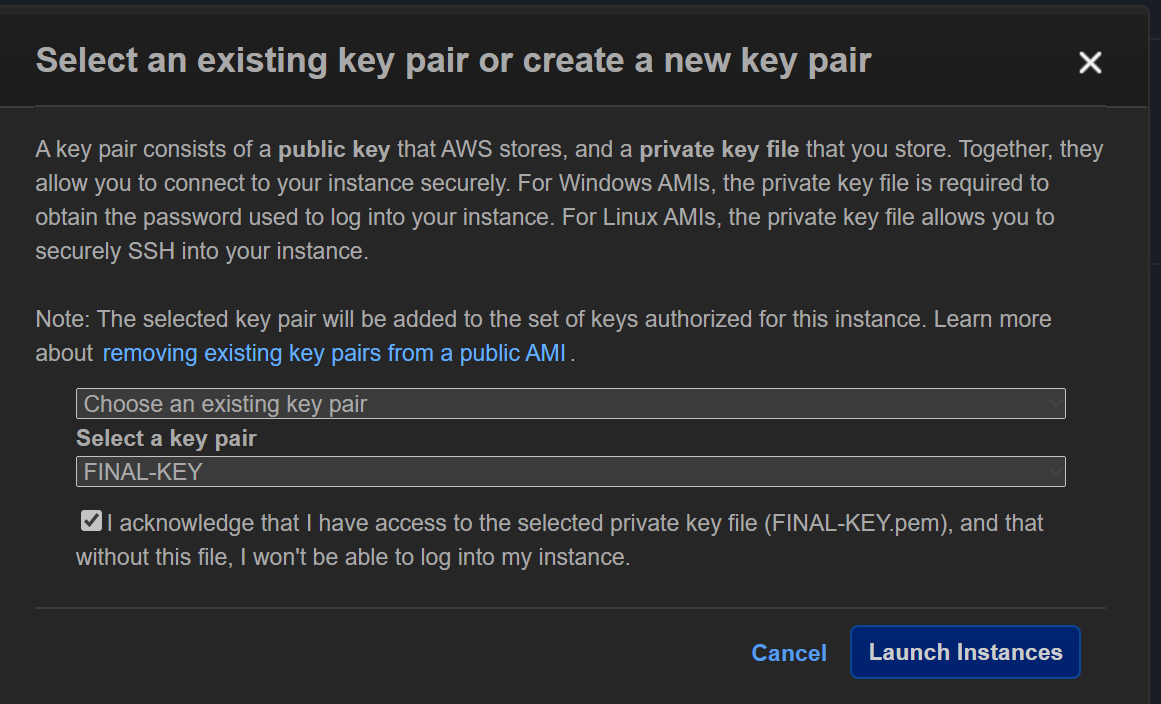 Select an existing key pair or create a new key pair
A key pair consists of a public key that AWS stores, and a private key file that you store. Together, they
allow you to connect to your instance securely. For Windows AMIs, the private key file is required to
obtain the password used to log into your instance. For Linux AMIs, the private key file allows you to
securely SSH into your instance.
Note: The selected key pair will be added to the set of keys authorized for this instance. Learn more
about removing existing key pairs from a public AMI.
Choose an existing key pair
Select a key pair
FINAL-KEY
I acknowledge that I have access to the selected private key file (FINAL-KEY.pem), and that
without this file, I won't be able to log into my instance.
Cancel Launch Instances